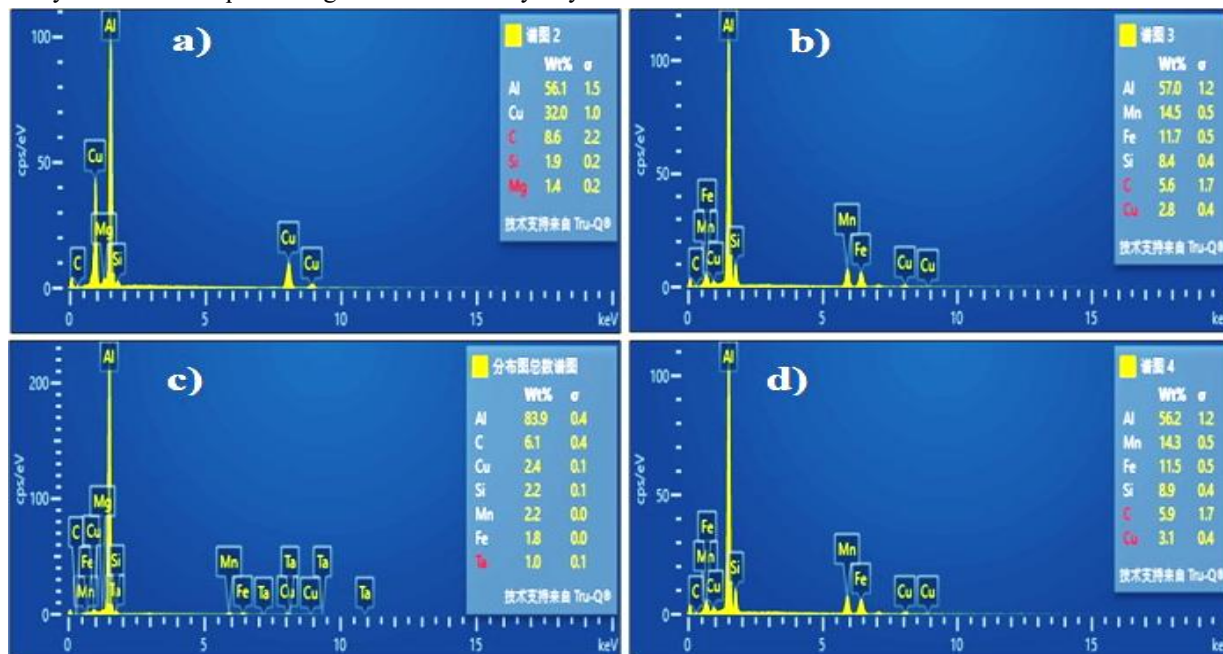 a)
谱图 2
Wt% σ
Al 56.1 1.5
Cu 32.0 1.0
C 8.6 2.2
Si 1.9 0.2
Mg 1.4 0.2
技术支持来自 Tru-Q®
cps/eV
100
50
0
Al
Cu
Mg
C
Si
Cu
Cu
0 5 10 15 keV
b)
谱图 3
Wt% σ
Al 57.0 1.2
Mn 14.5 0.5
Fe 11.7 0.5
Si 8.4 0.4
C 5.6 1.7
Cu 2.8 0.4
技术支持来自 Tru-Q®
cps/eV
100
50
0
Al
Fe
Mn
Si
C
Cu
Mn
Fe
Cu
Cu
0 5 10 15 keV
c)
分布图总数谱图
Wt% σ
Al 83.9 0.4
C 6.1 0.4
Cu 2.4 0.1
Si 2.2 0.1
Mn 2.2 0.0
Fe 1.8 0.0
Ta 1.0 0.1
技术支持来自 Tru-Q®
cps/eV
200
100
0
Al
Mg
C
Cu
Fe
Si
Mn
Ta
Mn
Fe
Ta
Ta
Cu
Cu
Ta
Ta
0 5 10 15 keV
d)
谱图 4
Wt% σ
Al 56.2 1.2
Mn 14.3 0.5
Fe 11.5 0.5
Si 8.9 0.4
C 5.9 1.7
Cu 3.1 0.4
技术支持来自 Tru-Q®
cps/eV
100
50
0
Al
Fe
Mn
Si
C
Cu
Mn
Fe
Cu
Cu
0 5 10 15 keV